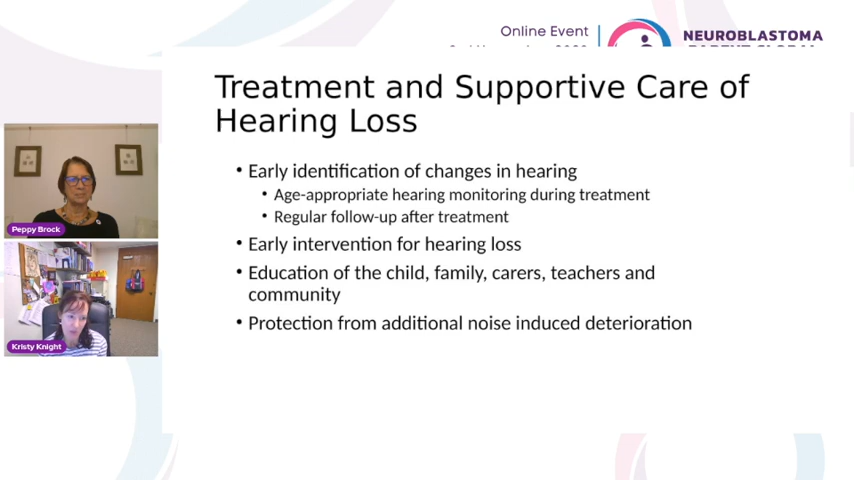 Online Event
NEUROBLASTOMA
Treatment and Supportive Care of
Hearing Loss
• Early identification of changes in hearing
• Age-appropriate hearing monitoring during treatment
• Regular follow-up after treatment
• Early intervention for hearing loss
• Education of the child, family, carers, teachers and
community
• Protection from additional noise induced deterioration
Peppy Brock
Kristy Knight